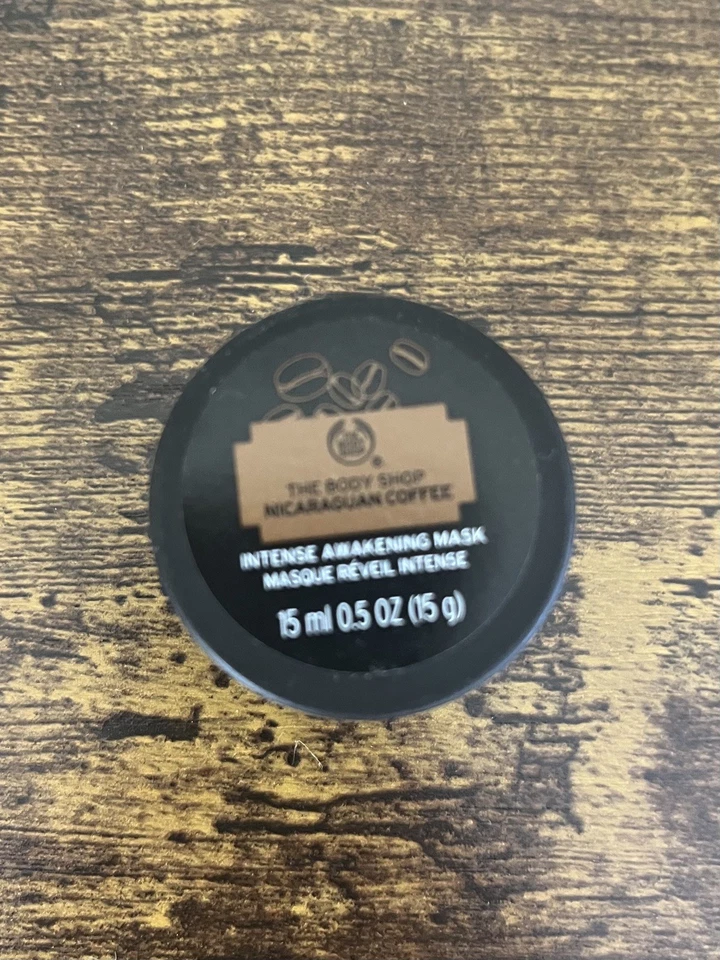 THE BODY SHOP
NICARAGUAN COFFEE
INTENSE AWAKENING MASK
MASQUE RÉVEIL INTENSE
15 ml 0.5 OZ (15 g)